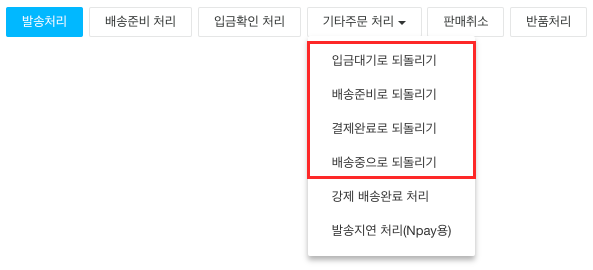 발송처리 배송준비 처리 입금확인 처리 기타주문 처리 판매취소 반품처리
입금대기로 되돌리기
배송준비로 되돌리기
결제완료로 되돌리기
배송중으로 되돌리기
강제 배송완료 처리
발송지연 처리(Npay용)